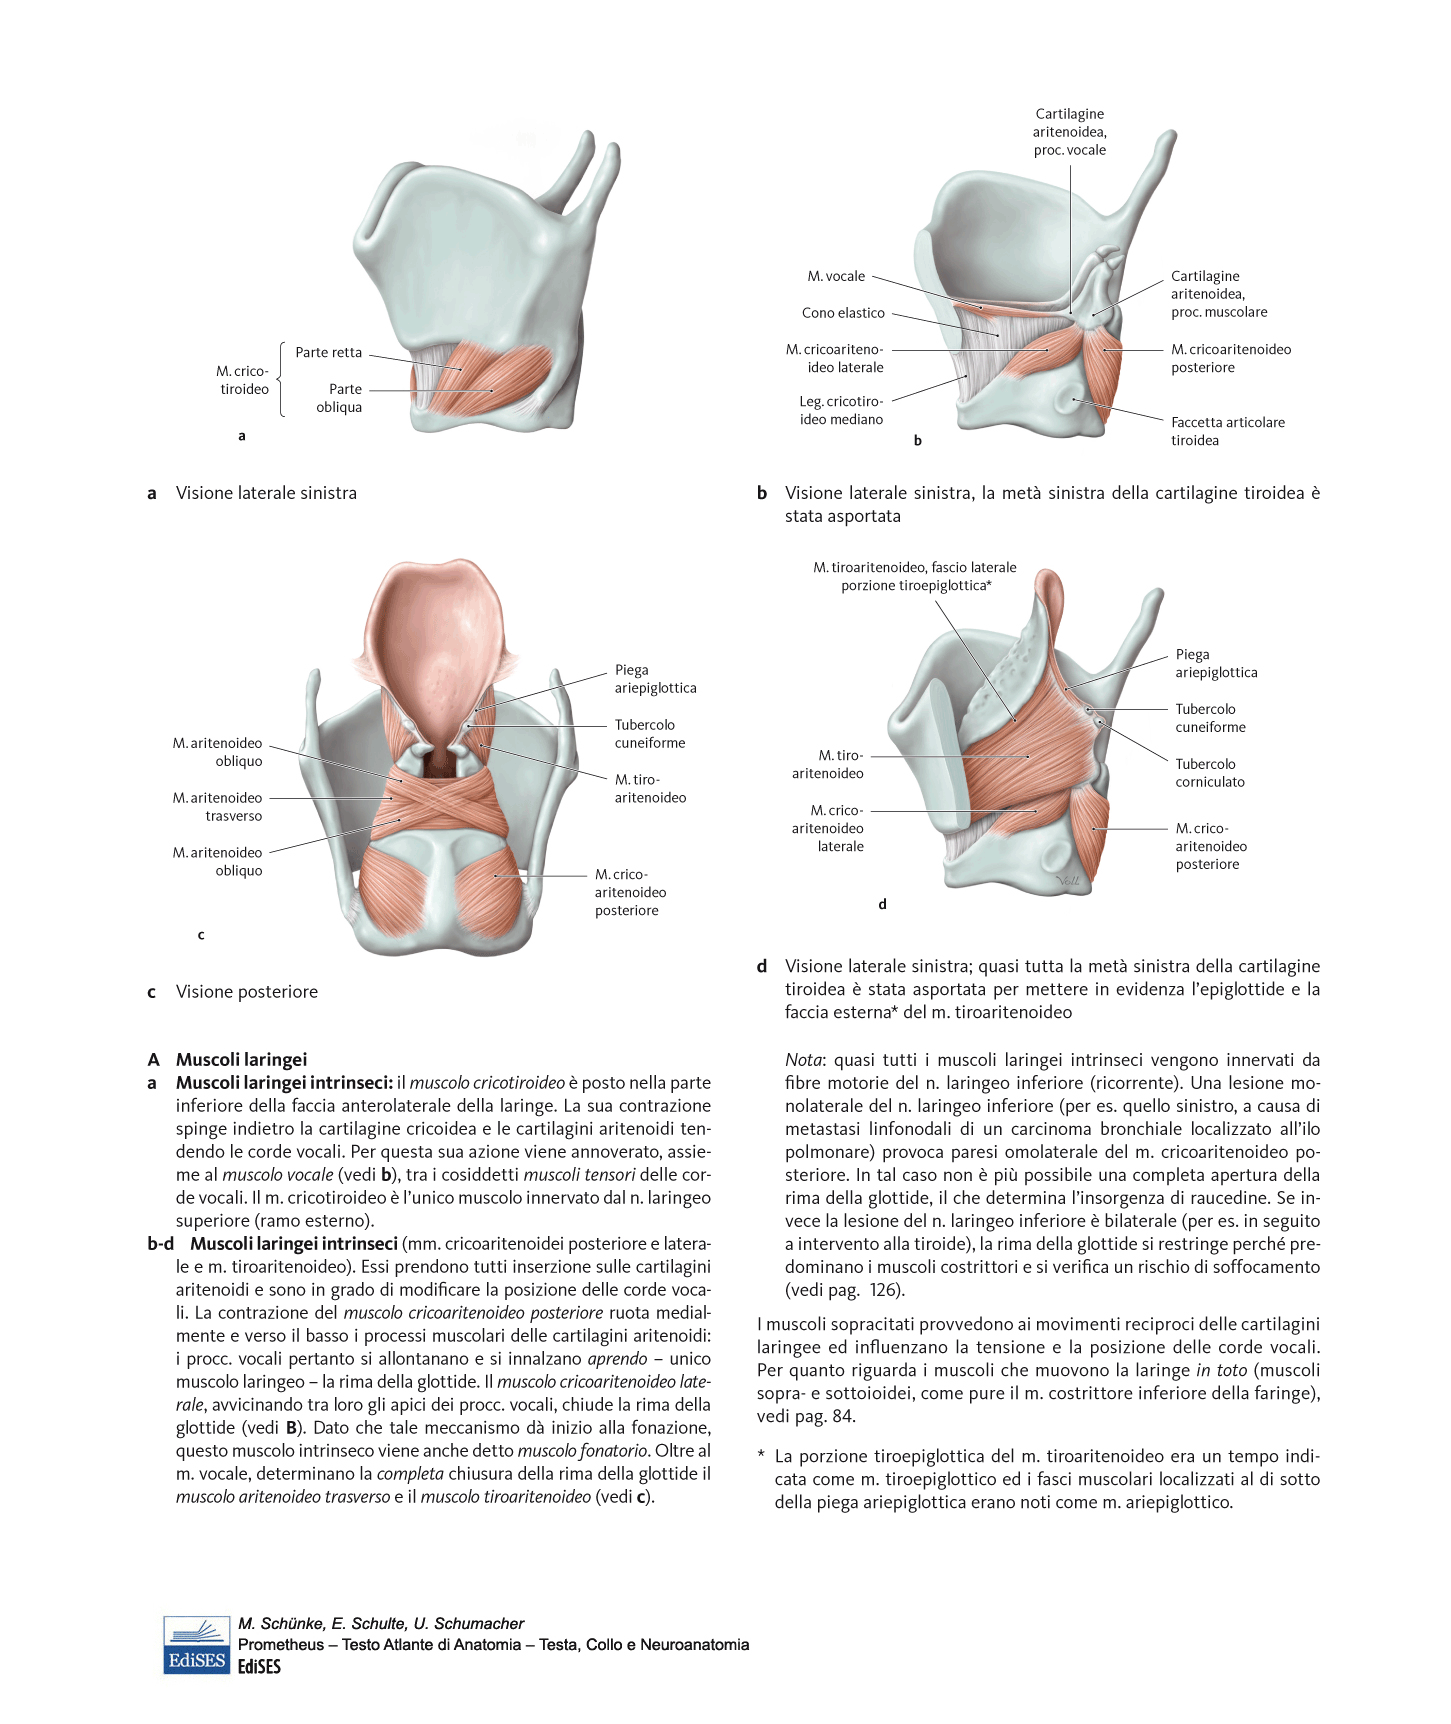 M. crico-
tiroideo
Parte retta
Parte
obliqua
a
Cartilagine
aritenoidea,
proc. vocale
M. vocale
Cono elastico
M. cricoariteno-
ideo laterale
Leg. cricotiro-
ideo mediano
Cartilagine
aritenoidea,
proc. muscolare
M. cricoaritenoideo
posteriore
Faccetta articolare
tiroidea
b
a Visione laterale sinistra
b Visione laterale sinistra, la metà sinistra della cartilagine tiroidea è
stata asportata
M. aritenoideo
obliquo
M. aritenoideo
trasverso
M. aritenoideo
obliquo
Piega
ariepiglottica
Tubercolo
cuneiforme
M. tiro-
aritenoideo
M. crico-
aritenoideo
posteriore
c
M. tiroaritenoideo, fascio laterale
porzione tiroepiglottica*
M. tiro-
aritenoideo
M. crico-
aritenoideo
laterale
Piega
ariepiglottica
Tubercolo
cuneiforme
Tubercolo
corniculato
M. crico-
aritenoideo
posteriore
Voll
d
c Visione posteriore
d Visione laterale sinistra; quasi tutta la metà sinistra della cartilagine
tiroidea è stata asportata per mettere in evidenza l'epiglottide e la
faccia esterna* del m. tiroaritenoideo
A Muscoli laringei
a Muscoli laringei intrinseci: il muscolo cricotiroideo è posto nella parte
inferiore della faccia anterolaterale della laringe. La sua contrazione
spinge indietro la cartilagine cricoidea e le cartilagini aritenoidi ten-
dendo le corde vocali. Per questa sua azione viene annoverato, assie-
me al muscolo vocale (vedi b), tra i cosiddetti muscoli tensori delle cor-
de vocali. Il m. cricotiroideo è l'unico muscolo innervato dal n. laringeo
superiore (ramo esterno).
b-d Muscoli laringei intrinseci (mm. cricoaritenoidei posteriore e latera-
le e m. tiroaritenoideo). Essi prendono tutti inserzione sulle cartilagini
aritenoidi e sono in grado di modificare la posizione delle corde voca-
li. La contrazione del muscolo cricoaritenoideo posteriore ruota medial-
mente e verso il basso i processi muscolari delle cartilagini aritenoidi:
i procc. vocali pertanto si allontanano e si innalzano aprendo – unico
muscolo laringeo – la rima della glottide. Il muscolo cricoaritenoideo late-
rale, avvicinando tra loro gli apici dei procc. vocali, chiude la rima della
glottide (vedi B). Dato che tale meccanismo dà inizio alla fonazione,
questo muscolo intrinseco viene anche detto muscolo fonatorio. Oltre al
m. vocale, determinano la completa chiusura della rima della glottide il
muscolo aritenoideo trasverso e il muscolo tiroaritenoideo (vedi c).
Nota: quasi tutti i muscoli laringei intrinseci vengono innervati da
fibre motorie del n. laringeo inferiore (ricorrente). Una lesione mo-
nolaterale del n. laringeo inferiore (per es. quello sinistro, a causa di
metastasi linfonodali di un carcinoma bronchiale localizzato all'ilo
polmonare) provoca paresi omolaterale del m. cricoaritenoideo po-
steriore. In tal caso non è più possibile una completa apertura della
rima della glottide, il che determina l'insorgenza di raucedine. Se in-
vece la lesione del n. laringeo inferiore è bilaterale (per es. in seguito
a intervento alla tiroide), la rima della glottide si restringe perché pre-
dominano i muscoli costrittori e si verifica un rischio di soffocamento
(vedi pag. 126).
I muscoli sopracitati provvedono ai movimenti reciproci delle cartilagini
laringee ed influenzano la tensione e la posizione delle corde vocali.
Per quanto riguarda i muscoli che muovono la laringe in toto (muscoli
sopra- e sottoioidei, come pure il m. costrittore inferiore della faringe),
vedi pag. 84.
* La porzione tiroepiglottica del m. tiroaritenoideo era un tempo indi-
cata come m. tiroepiglottico ed i fasci muscolari localizzati al di sotto
della piega ariepiglottica erano noti come m. ariepiglottico.
EdiSES
M. Schünke, E. Schulte, U. Schumacher
Prometheus – Testo Atlante di Anatomia – Testa, Collo e Neuroanatomia
EdiSES